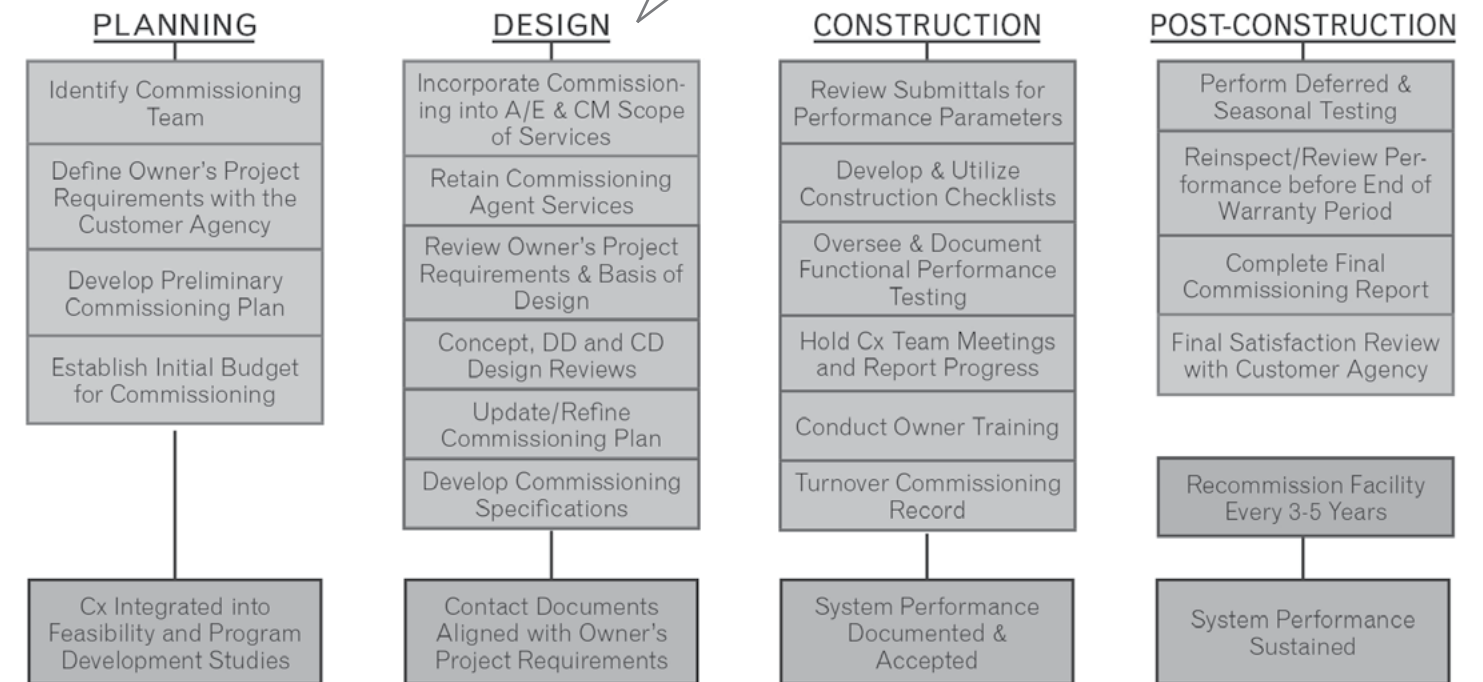 PLANNING
Identify Commissioning
Team
Define Owner's Project
Requirements with the
Customer Agency
Develop Preliminary
Commissioning Plan
Establish Initial Budget
for Commissioning
Cx Integrated into
Feasibility and Program
Development Studies
DESIGN
Incorporate Commission-
ing into A/E & CM Scope
of Services
Retain Commissioning
Agent Services
Review Owner's Project
Requirements & Basis of
Design
Concept, DD and CD
Design Reviews
Update/Refine
Commissioning Plan
Develop Commissioning
Specifications
Contact Documents
Aligned with Owner's
Project Requirements
CONSTRUCTION
Review Submittals for
Performance Parameters
Develop & Utilize
Construction Checklists
Oversee & Document
Functional Performance
Testing
Hold Cx Team Meetings
and Report Progress
Conduct Owner Training
Turnover Commissioning
Record
System Performance
Documented &
Accepted
POST-CONSTRUCTION
Perform Deferred &
Seasonal Testing
Reinspect/Review Per-
formance before End of
Warranty Period
Complete Final
Commissioning Report
Final Satisfaction Review
with Customer Agency
Recommission Facility
Every 3-5 Years
System Performance
Sustained